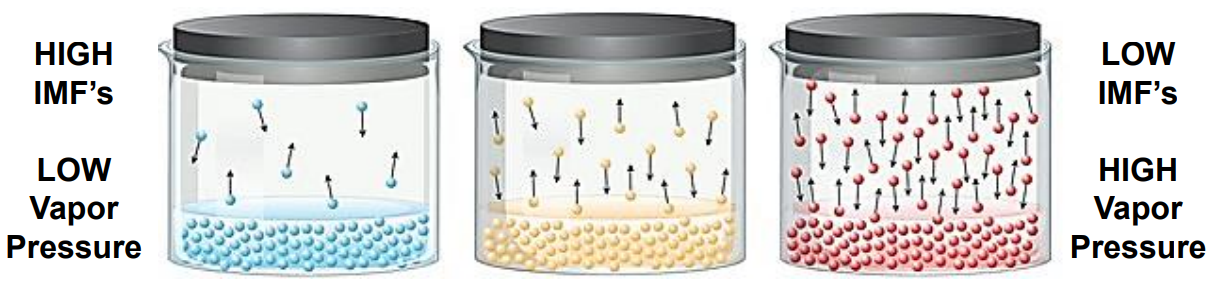 HIGH
IMF's
LOW
Vapor
Pressure
LOW
IMF's
HIGH
Vapor
Pressure